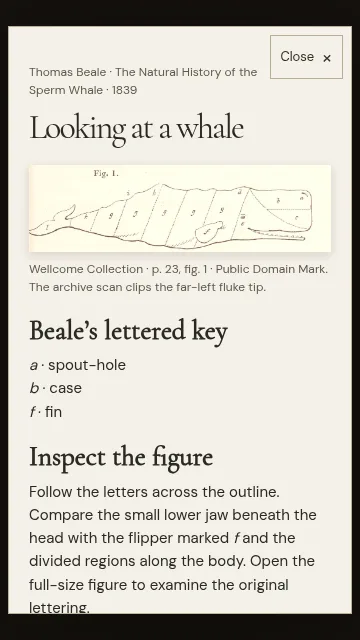 Close ×
Thomas Beale · The Natural History of the
Sperm Whale · 1839
Looking at a whale
Fig. 1.
Wellcome Collection · p. 23, fig. 1 · Public Domain Mark.
The archive scan clips the far-left fluke tip.
Beale’s lettered key
a · spout-hole
b · case
f · fin
Inspect the figure
Follow the letters across the outline.
Compare the small lower jaw beneath the
head with the flipper marked f and the
divided regions along the body. Open the
full-size figure to examine the original
lettering.